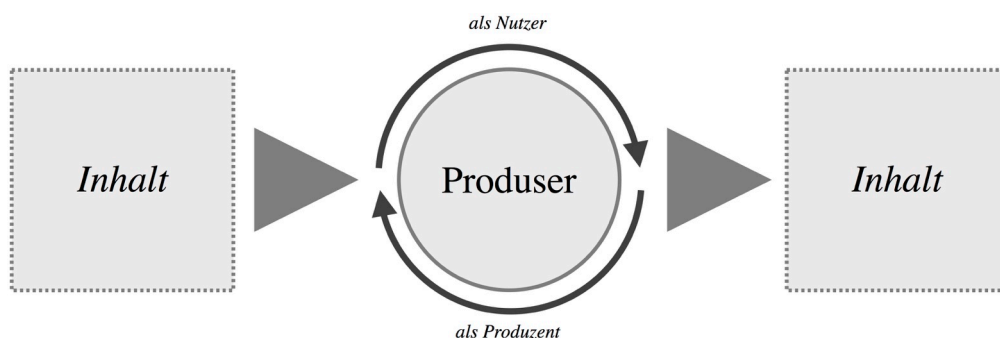 als Nutzer
Inhalt
Produser
Inhalt
als Produzent